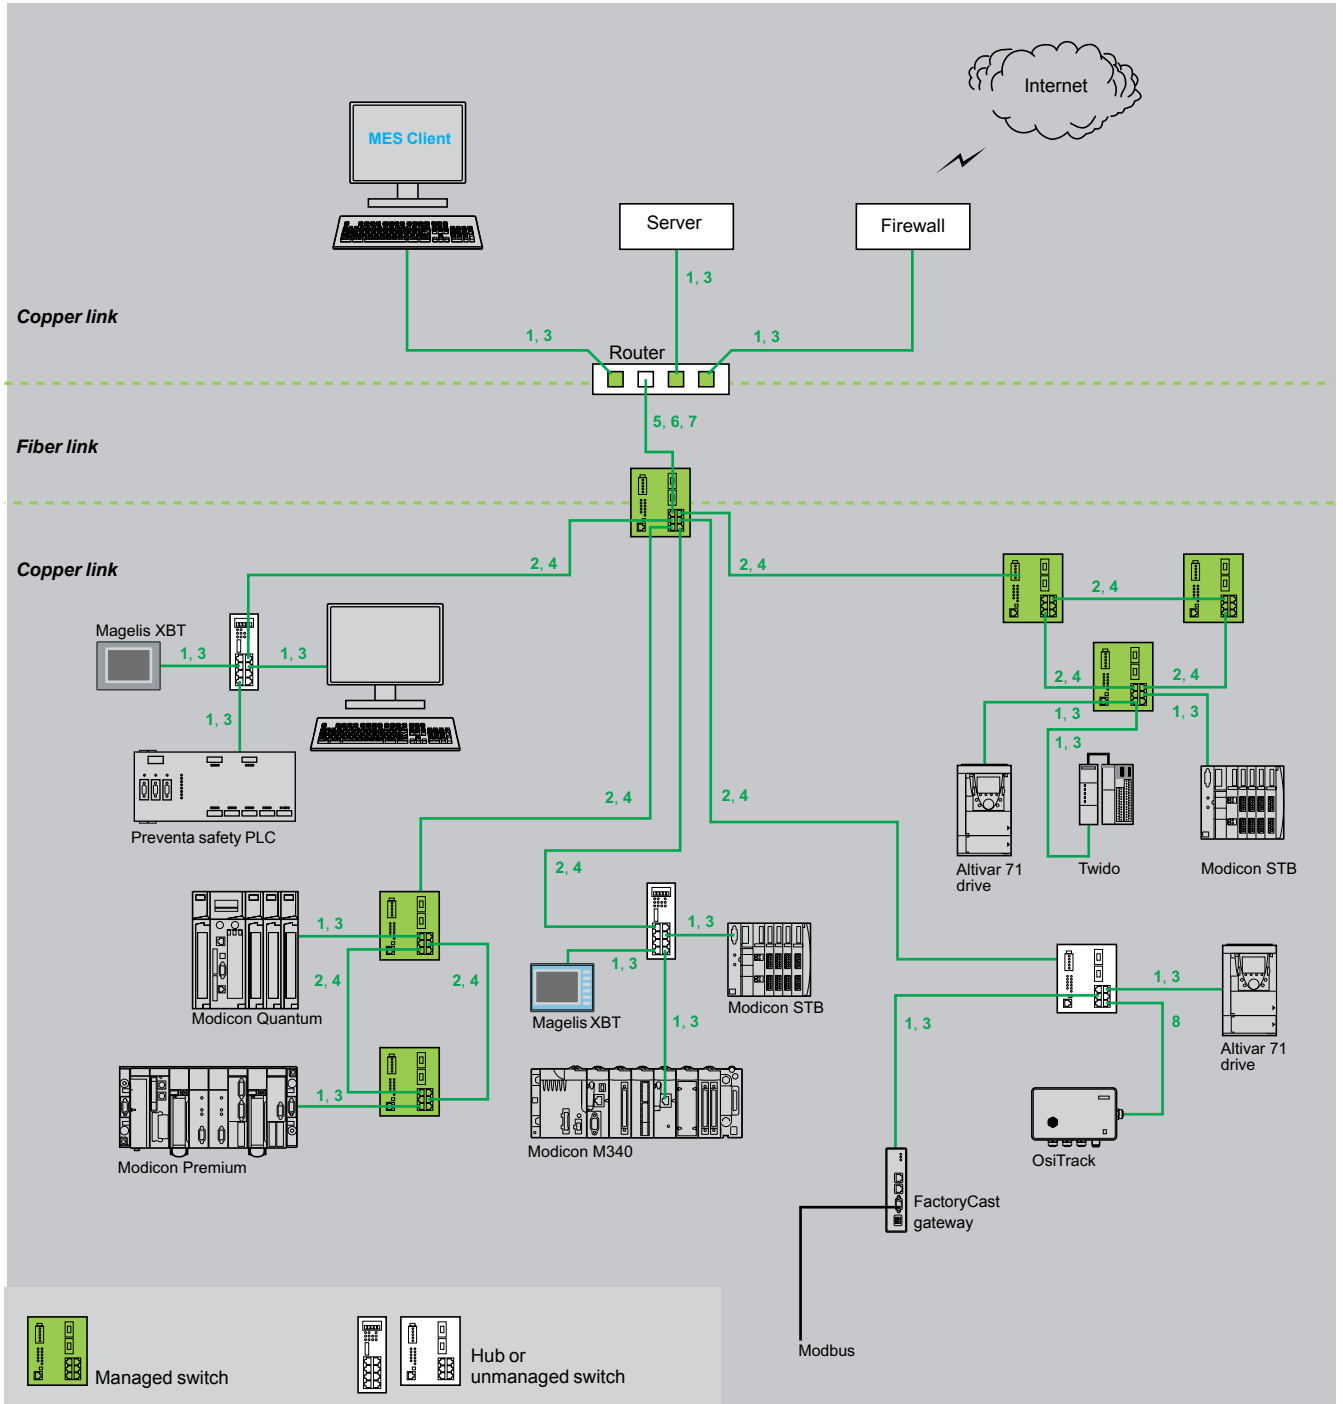 Internet
MES Client
Server
Firewall
1, 3
Copper link
1, 3
1, 3
Router
5, 6, 7
Fiber link
Copper link
2, 4
2, 4
2, 4
Magelis XBT
1, 3
1, 3
2, 4
2, 4
1, 3
1, 3
1, 3
1, 3
Preventa safety PLC
2, 4
2, 4
Altivar 71
drive
Twido
Modicon STB
2, 4
1, 3
1, 3
1, 3
2, 4
2, 4
Modicon Quantum
Magelis XBT
Modicon STB
1, 3
1, 3
1, 3
8
Altivar 71
drive
1, 3
Modicon Premium
Modicon M340
OsiTrack
FactoryCast
gateway
Modbus
Managed switch
Hub or
unmanaged switch